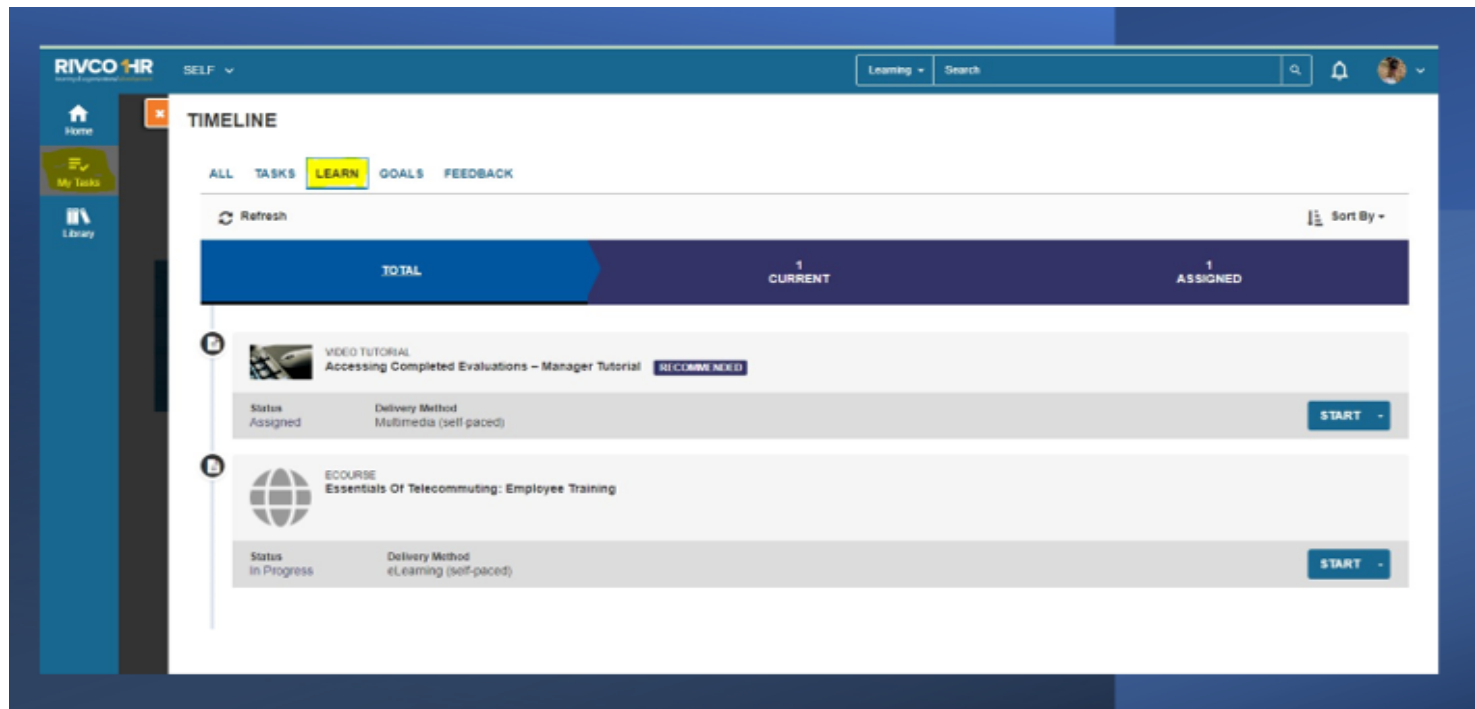 RIVCO 1HR
SELF
Learning
Search
Home
My Tasks
Library
TIMELINE
ALL TASKS LEARN GOALS FEEDBACK
Refresh
Sort By
TOTAL
1
CURRENT
1
ASSIGNED
VIDEO TUTORIAL
Accessing Completed Evaluations – Manager Tutorial RECOMMENDED
Status Delivery Method
Assigned Multimedia (self-paced)
START
ECOURSE
Essentials Of Telecommuting: Employee Training
Status Delivery Method
In Progress eLearning (self-paced)
START